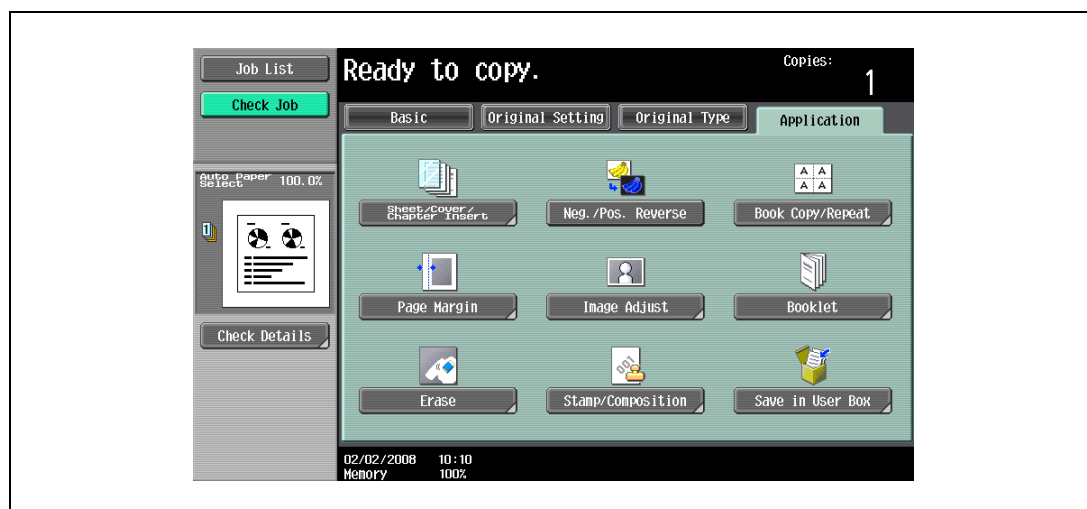 Job List
Check Job
Auto Paper
Select 100.0%
1
Check Details
Ready to copy.
Copies:
1
Basic
Original Setting
Original Type
Application
Sheet/Cover/
Chapter Insert
Neg./Pos. Reverse
A A
A A
Book Copy/Repeat
Page Margin
Image Adjust
Booklet
Erase
001
Stamp/Composition
Save in User Box
02/02/2008 10:10
Memory 100%